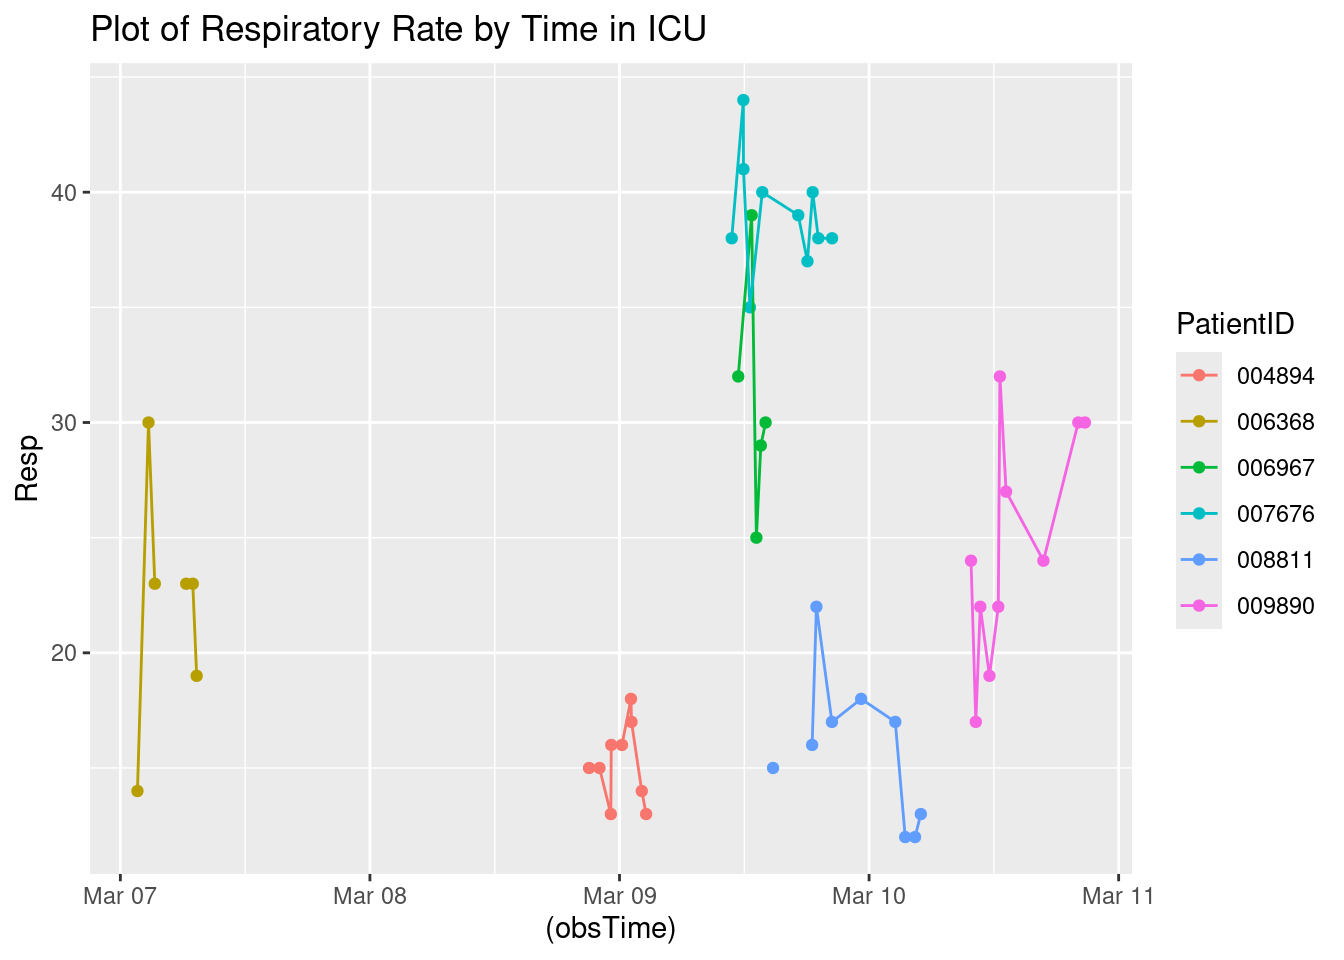 Plot of Respiratory Rate by Time in ICU
Resp
40
30
20
Mar 07
Mar 08
Mar 09
Mar 10
Mar 11
(obsTime)
PatientID
004894
006368
006967
007676
008811
009890